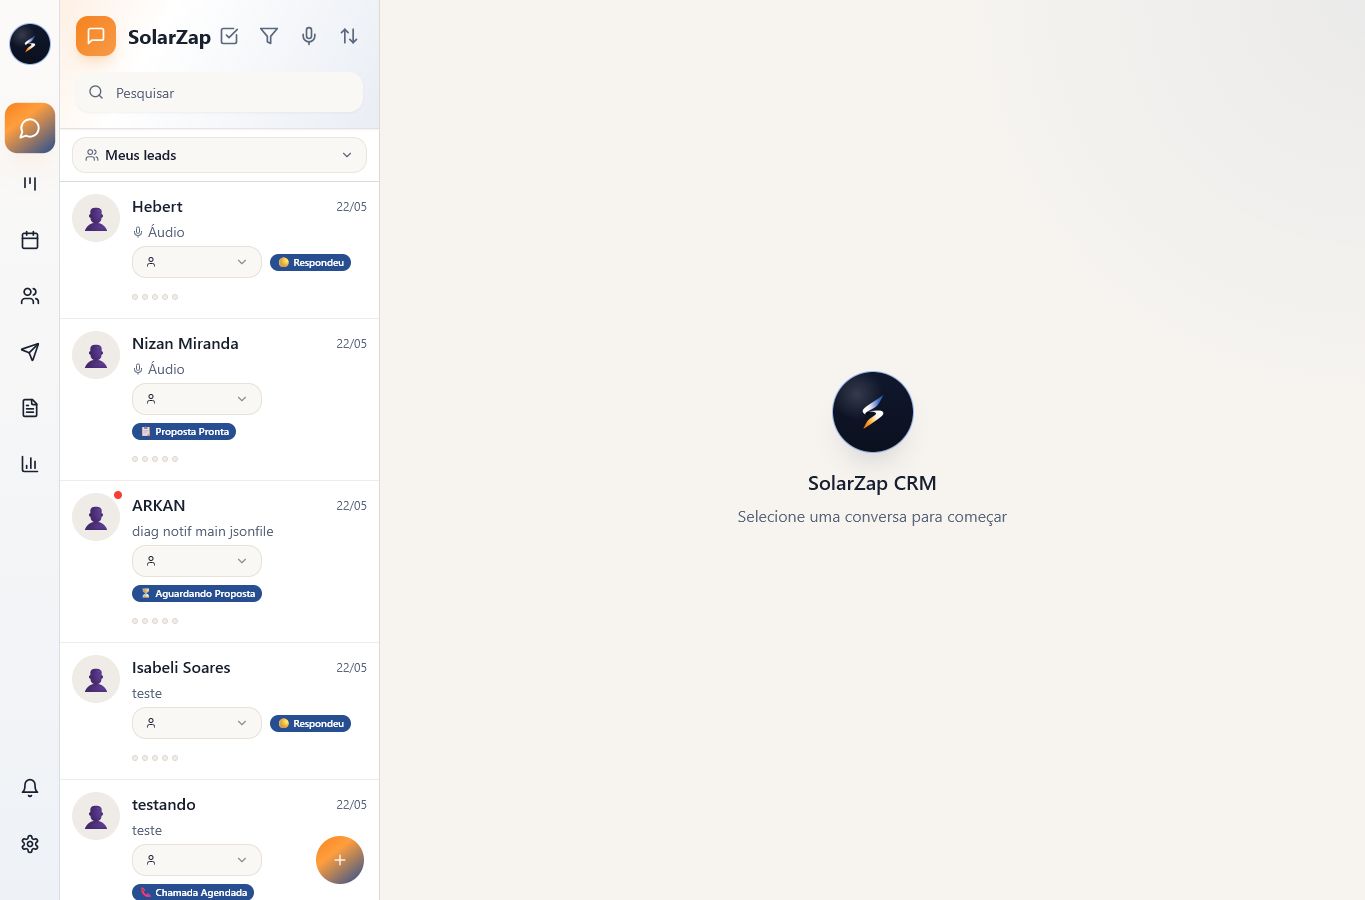 SolarZap
Pesquisar
Meus leads
Hebert
22/05
Áudio
Respondeu
Nizan Miranda
22/05
Áudio
Proposta Pronta
ARKAN
22/05
diag notif main jsonfile
Aguardando Proposta
Isabeli Soares
22/05
teste
Respondeu
testando
22/05
teste
Chamada Agendada
SolarZap CRM
Selecione uma conversa para começar